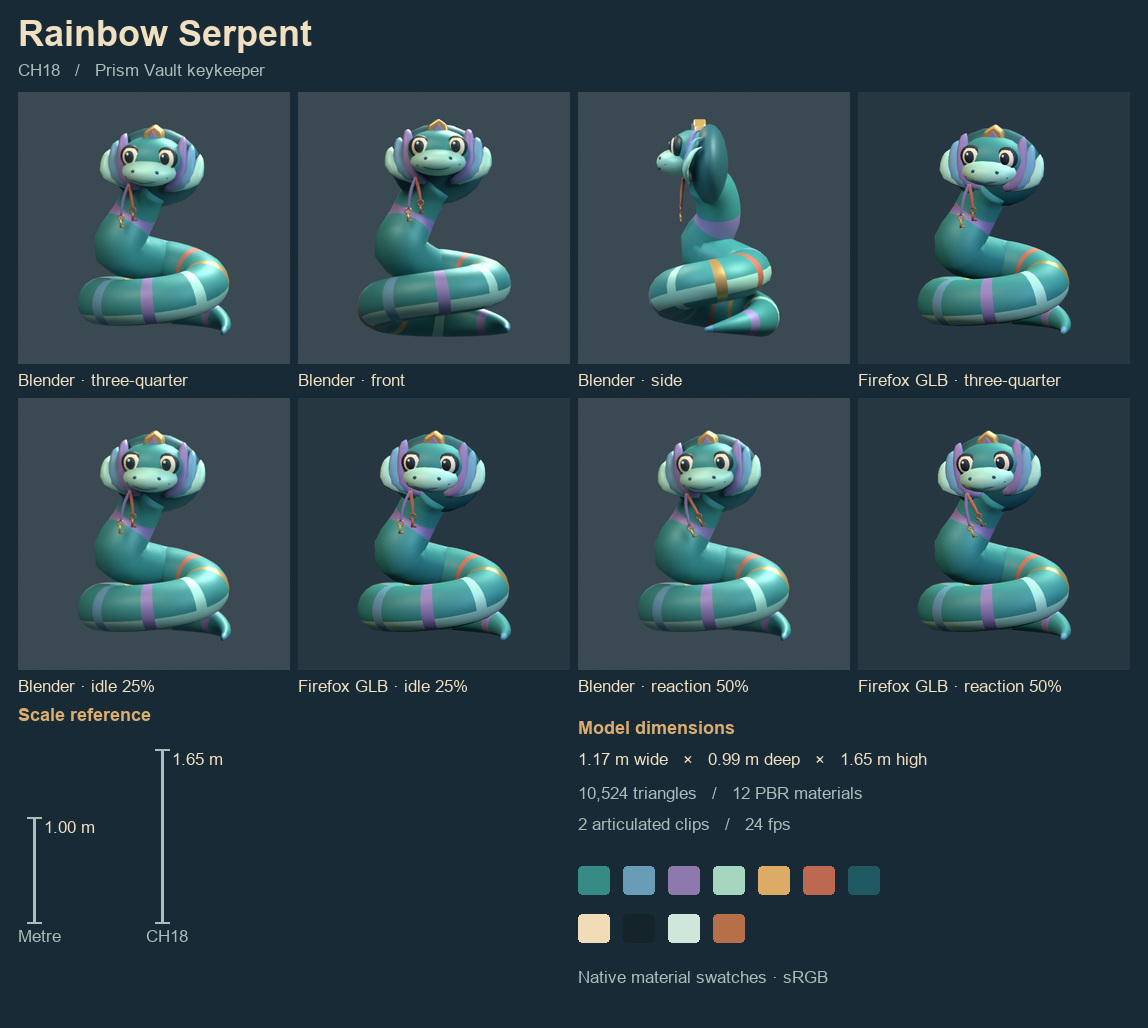 Rainbow Serpent
CH18 / Prism Vault keykeeper
Blender · three-quarter
Blender · front
Blender · side
Firefox GLB · three-quarter
Blender · idle 25%
Firefox GLB · idle 25%
Blender · reaction 50%
Firefox GLB · reaction 50%
Scale reference
1.65 m
1.00 m
Metre
CH18
Model dimensions
1.17 m wide × 0.99 m deep × 1.65 m high
10,524 triangles / 12 PBR materials
2 articulated clips / 24 fps
Native material swatches · sRGB